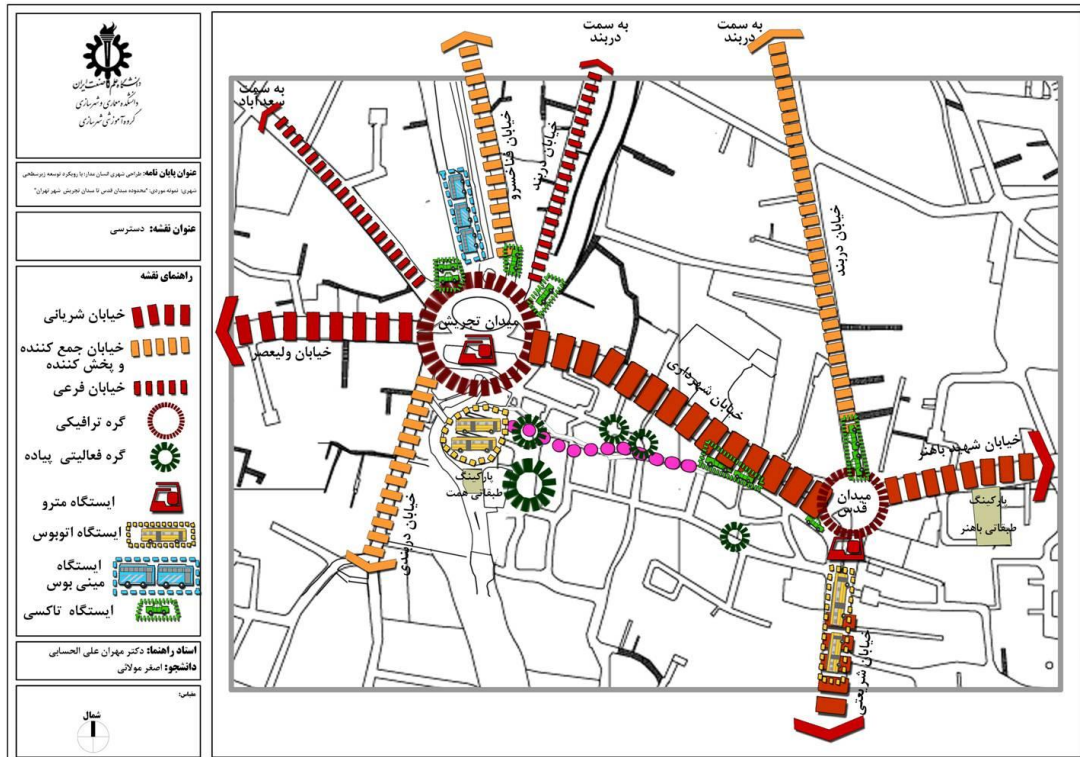 دانشگاه علم و صنعت ایران
دانشکده معماری و شهرسازی
گروه آموزشی شهرسازی
عنوان پایان نامه: طراحی شهری انسان مدار؛ با رویکرد توسعه زیرسطحی
شهری؛ نمونه موردی: "محدوده میدان قدس تا میدان تجریش شهر تهران"
عنوان نقشه: دسترسی
راهنمای نقشه
خیابان شریانی
خیابان جمع کننده
و پخش کننده
خیابان فرعی
گره ترافیکی
گره فعالیتی پیاده
ایستگاه مترو
ایستگاه اتوبوس
ایستگاه
مینی بوس
ایستگاه تاکسی
استاد راهنما: دکتر مهران علی الحسابی
دانشجو: اصغر مولائی
مقیاس:
شمال
به سمت
دربند
به سمت
دربند
به سمت
دربند
به سمت
سعدآباد
خیابان فناخسرو
خیابان دربند
خیابان دربند
میدان تجریش
خیابان ولیعصر
خیابان شهرداری
خیابان شهید باهنر
میدان
قدس
پارکینگ
طبقاتی باهنر
پارکینگ
طبقاتی همت
خیابان دربندی
خیابان شریعتی